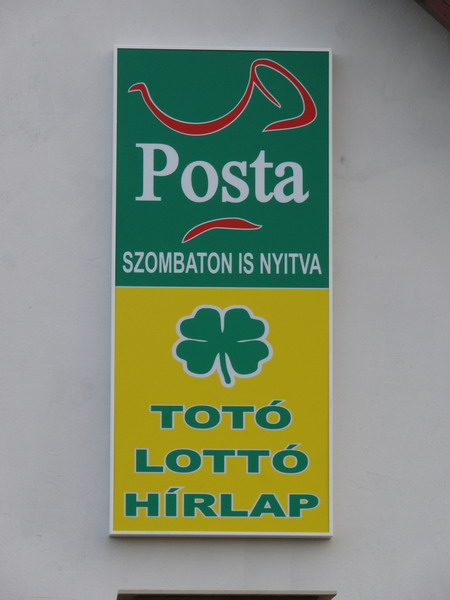 Posta
SZOMBATON IS NYITVA
TOTÓ
LOTTÓ
HÍRLAP